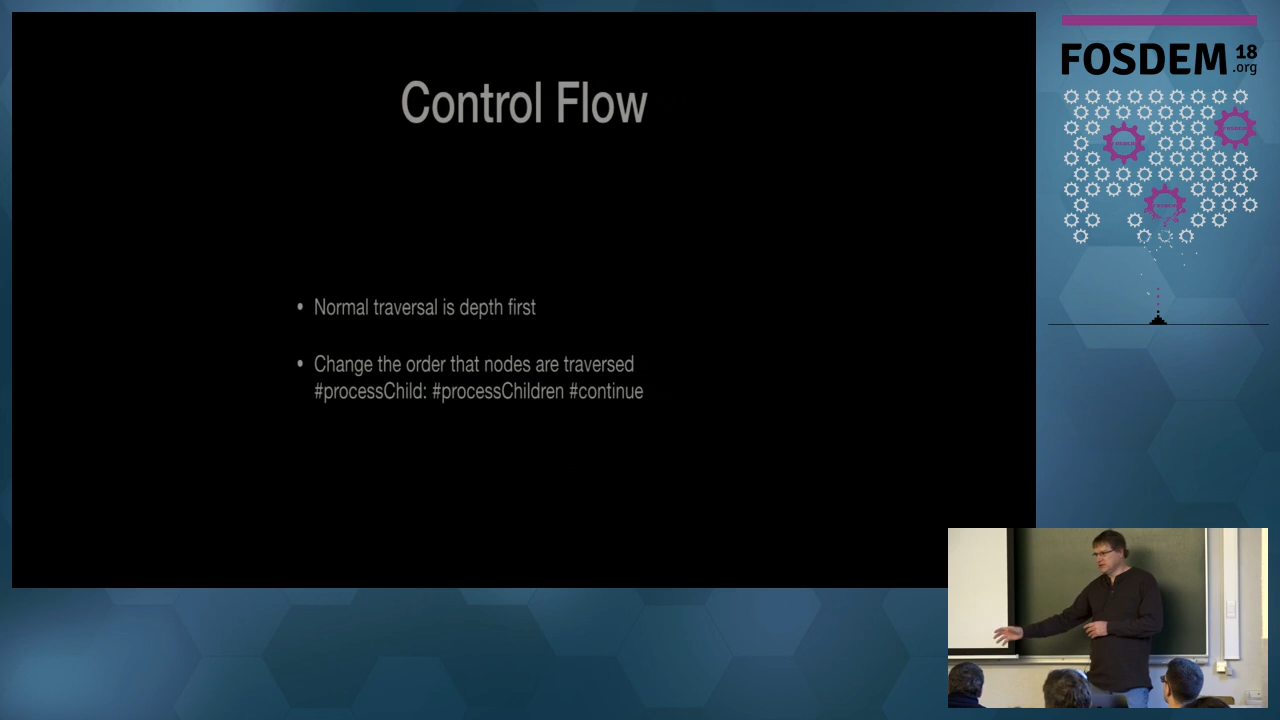 Control Flow
• Normal traversal is depth first
• Change the order that nodes are traversed
#processChild: #processChildren #continue
FOSDEM 18
.org